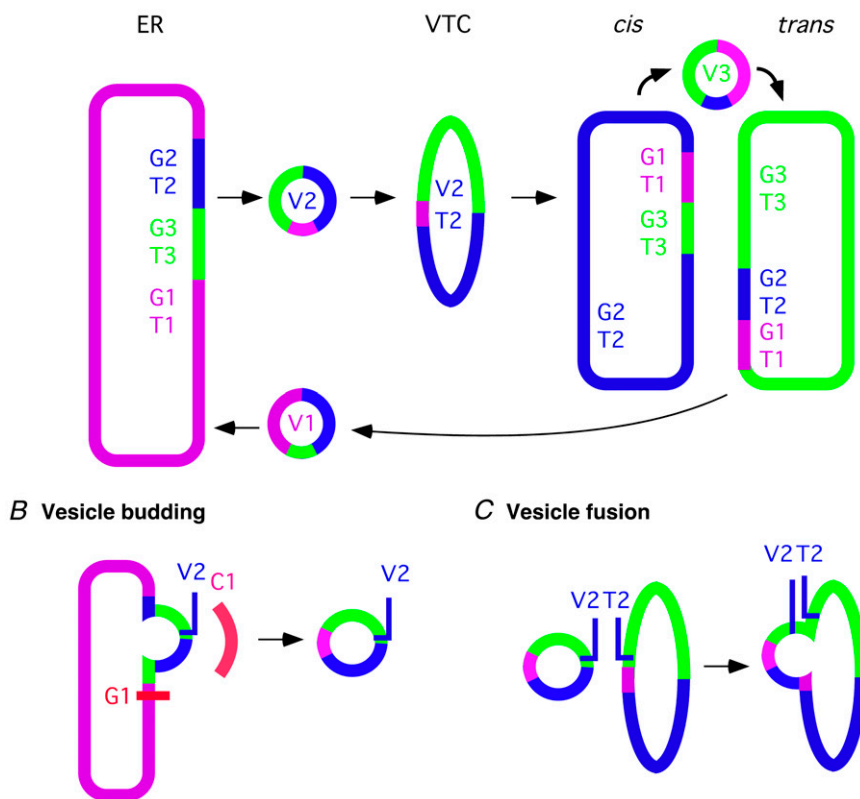 ER VTC cis trans
V3
G2
T2
G3
T3
G1
T1
V2
V2
T2
G1
T1
G3
T3
G2
T2
G3
T3
G2
T2
G1
T1
V1
B Vesicle budding
V2
C1
G1
V2
C Vesicle fusion
V2 T2
V2 T2